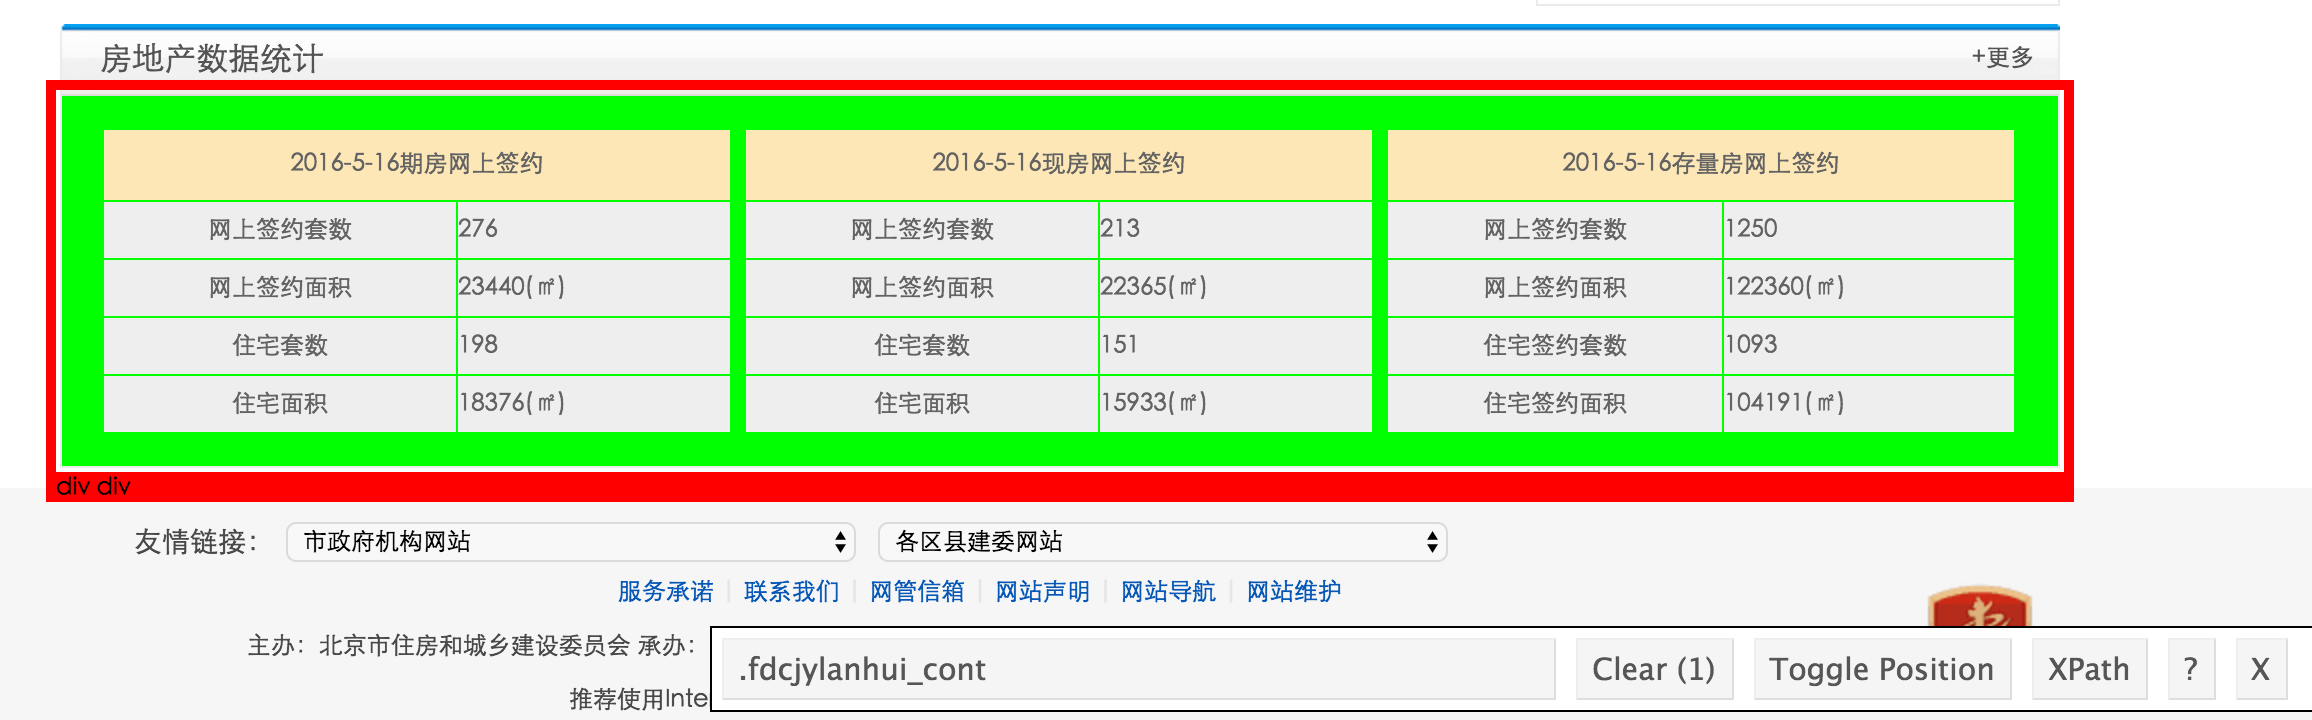 房地产数据统计 +更多
2016-5-16期房网上签约 2016-5-16现房网上签约 2016-5-16存量房网上签约
网上签约套数 276 网上签约套数 213 网上签约套数 1250
网上签约面积 23440(㎡) 网上签约面积 22365(㎡) 网上签约面积 122360(㎡)
住宅套数 198 住宅套数 151 住宅签约套数 1093
住宅面积 18376(㎡) 住宅面积 15933(㎡) 住宅签约面积 104191(㎡)
div div
友情链接： 市政府机构网站 各区县建委网站
服务承诺 联系我们 网管信箱 网站声明 网站导航 网站维护
主办：北京市住房和城乡建设委员会 承办：
推荐使用Inte
.fdcjylanhui_cont Clear (1) Toggle Position XPath ? X